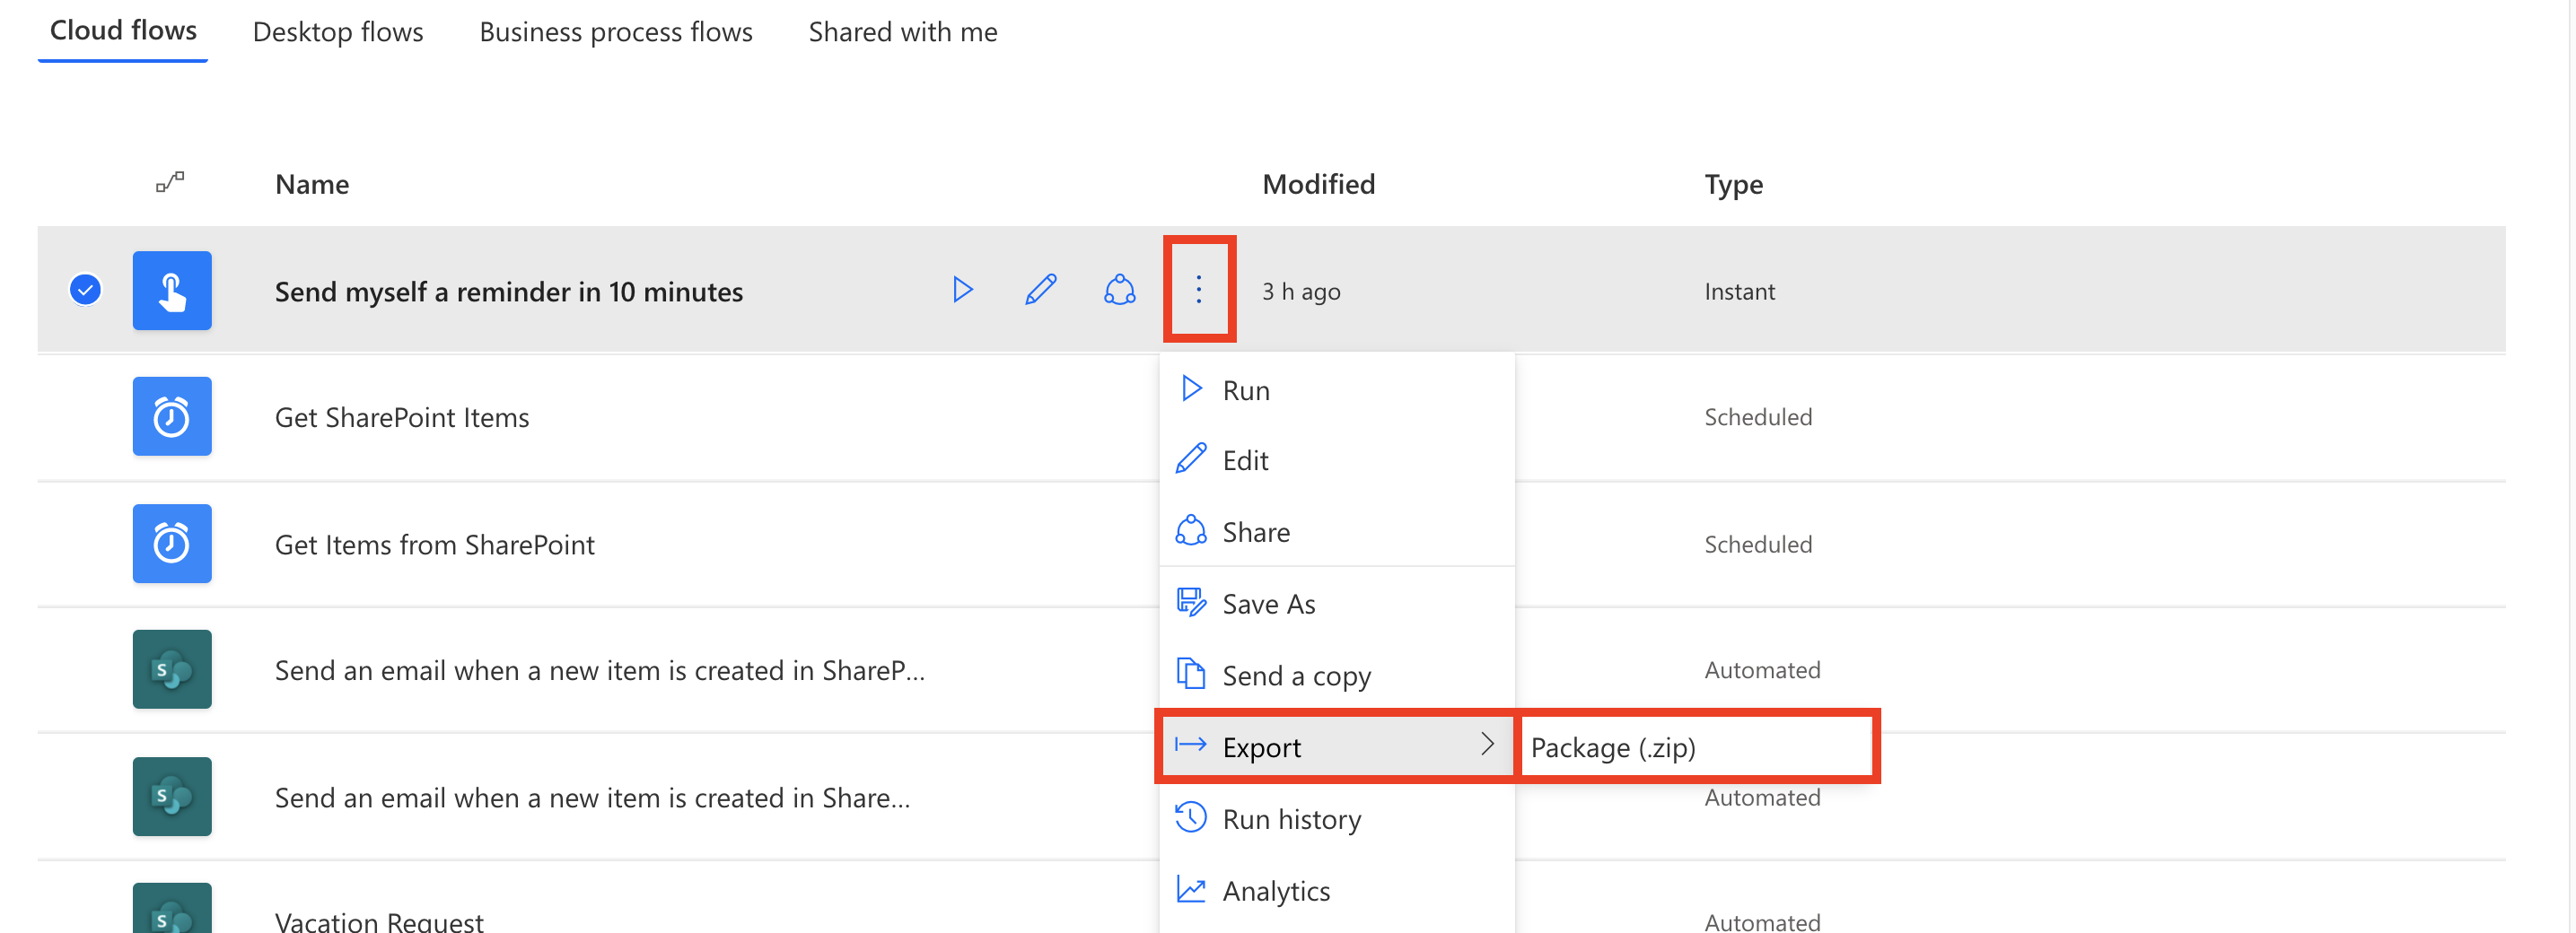 Cloud flows Desktop flows Business process flows Shared with me
Name Modified Type
Send myself a reminder in 10 minutes 3 h ago Instant
Run
Get SharePoint Items Scheduled
Edit
Share
Get Items from SharePoint Scheduled
Save As
S Send an email when a new item is created in ShareP... Automated
Send a copy
Export Package (.zip)
S Send an email when a new item is created in Share... Automated
Run history
Analytics
S Vacation Request Automated